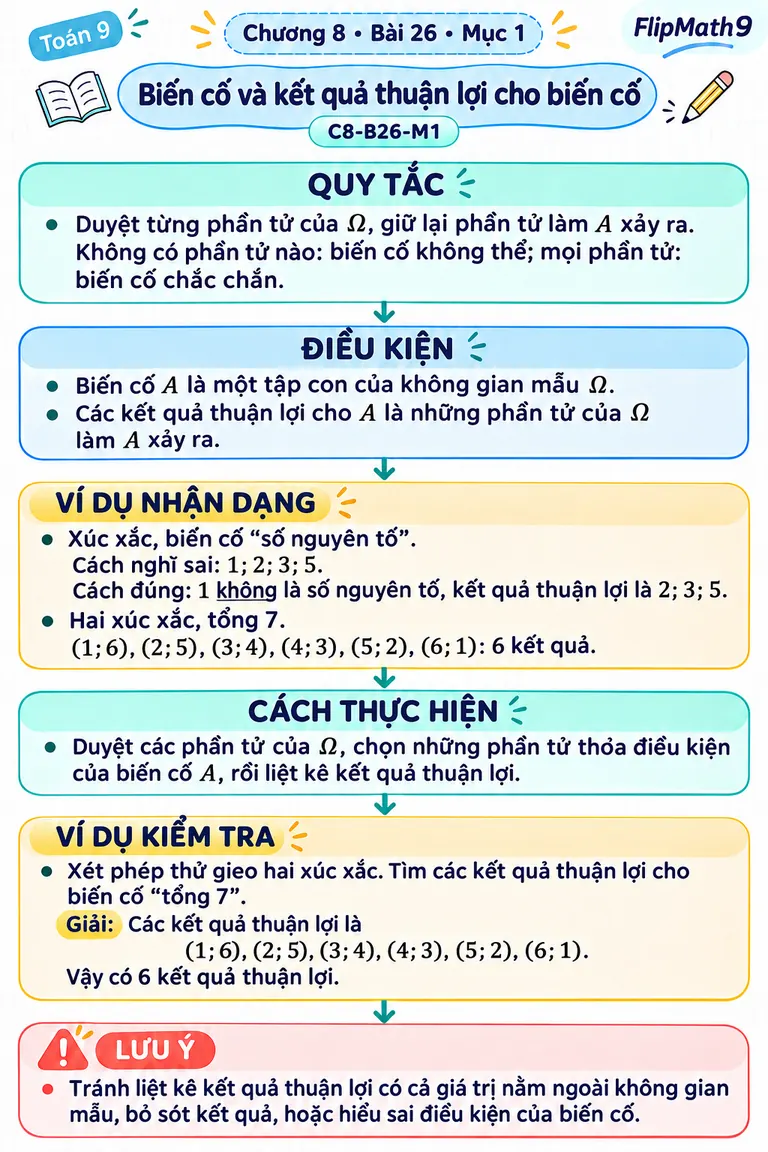 Toán 9
Chương 8 • Bài 26 • Mục 1
FlipMath9
Biến cố và kết quả thuận lợi cho biến cố
C8-B26-M1
QUY TẮC
• Duyệt từng phần tử của Ω, giữ lại phần tử làm A xảy ra.
Không có phần tử nào: biến cố không thể; mọi phần tử:
biến cố chắc chắn.
ĐIỀU KIỆN
• Biến cố A là một tập con của không gian mẫu Ω.
• Các kết quả thuận lợi cho A là những phần tử của Ω
làm A xảy ra.
VÍ DỤ NHẬN DẠNG
• Xúc xắc, biến cố “số nguyên tố”.
Cách nghĩ sai: 1; 2; 3; 5.
Cách đúng: 1 không là số nguyên tố, kết quả thuận lợi là 2; 3; 5.
• Hai xúc xắc, tổng 7.
(1; 6), (2; 5), (3; 4), (4; 3), (5; 2), (6; 1): 6 kết quả.
CÁCH THỰC HIỆN
• Duyệt các phần tử của Ω, chọn những phần tử thỏa điều kiện
của biến cố A, rồi liệt kê kết quả thuận lợi.
VÍ DỤ KIỂM TRA
• Xét phép thử gieo hai xúc xắc. Tìm các kết quả thuận lợi cho
biến cố “tổng 7”.
Giải: Các kết quả thuận lợi là
(1; 6), (2; 5), (3; 4), (4; 3), (5; 2), (6; 1).
Vậy có 6 kết quả thuận lợi.
LƯU Ý
• Tránh liệt kê kết quả thuận lợi có cả giá trị nằm ngoài không gian
mẫu, bỏ sót kết quả, hoặc hiểu sai điều kiện của biến cố.